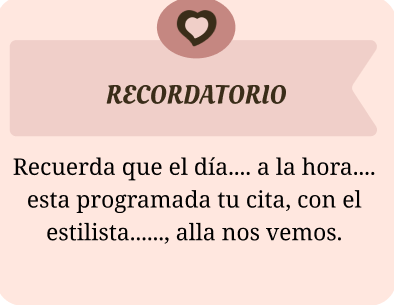 RECORDATORIO
Recuerda que el día.... a la hora....
esta programada tu cita, con el
estilista......, alla nos vemos.